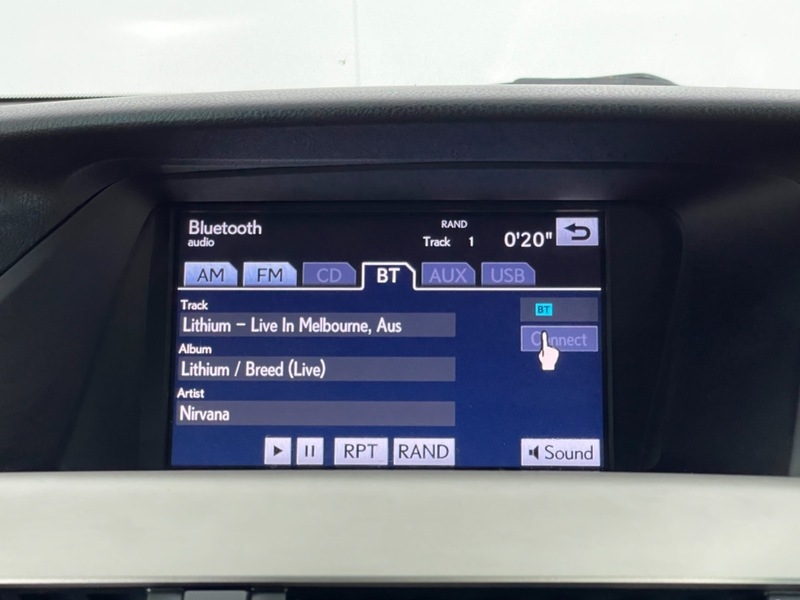 Bluetooth
audio
RAND
Track 1 0'20"
AM FM CD BT AUX USB
Track
Lithium – Live In Melbourne, Aus
BT
Connect
Album
Lithium / Breed (Live)
Artist
Nirvana
RPT RAND Sound